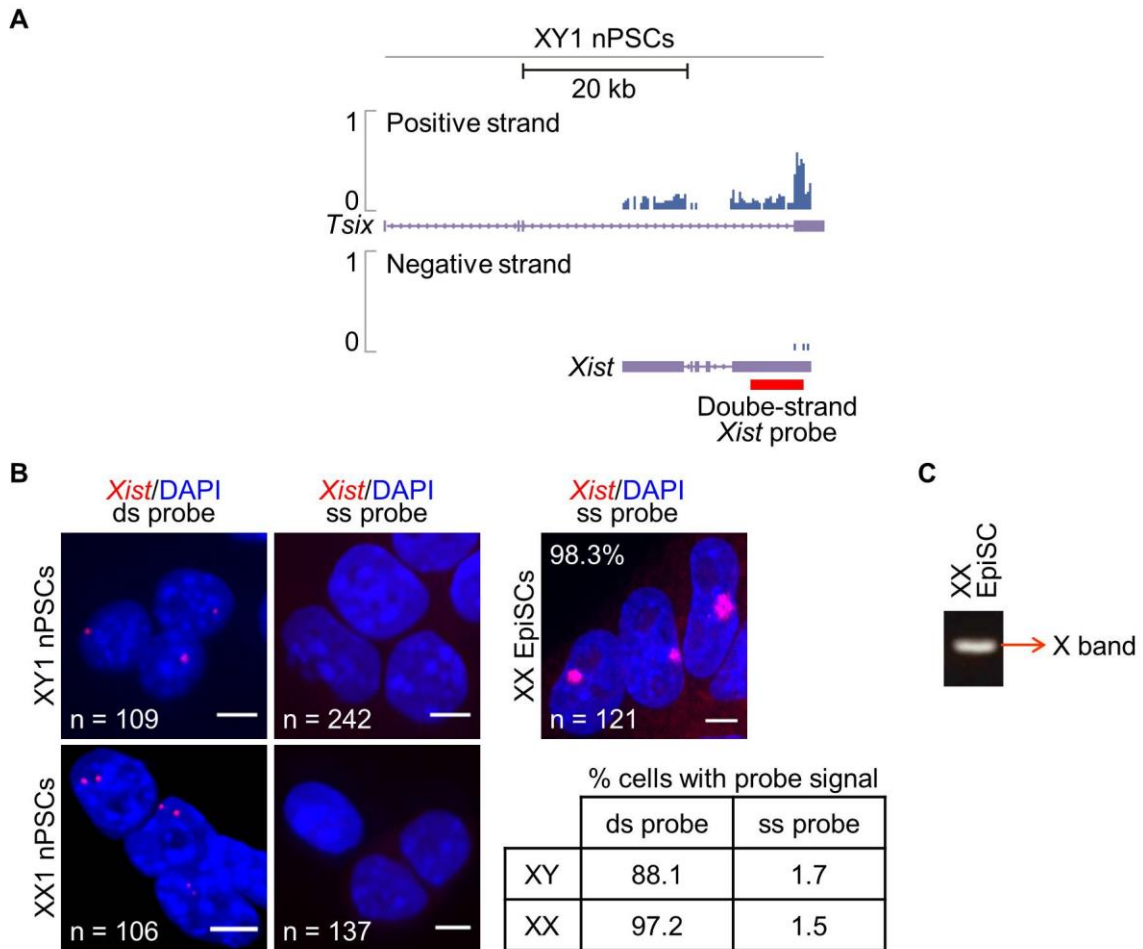 A
XY1 nPSCs
20 kb
1
Positive strand
0
Tsix
1
Negative strand
0
Xist
Doube-strand
Xist probe
B
Xist/DAPI
ds probe
Xist/DAPI
ss probe
Xist/DAPI
ss probe
XY1 nPSCs
n = 109
n = 242
XX EpiSCs
98.3%
n = 121
XX1 nPSCs
n = 106
n = 137
% cells with probe signal
ds probe ss probe
XY 88.1 1.7
XX 97.2 1.5
C
XX
EpiSC
X band